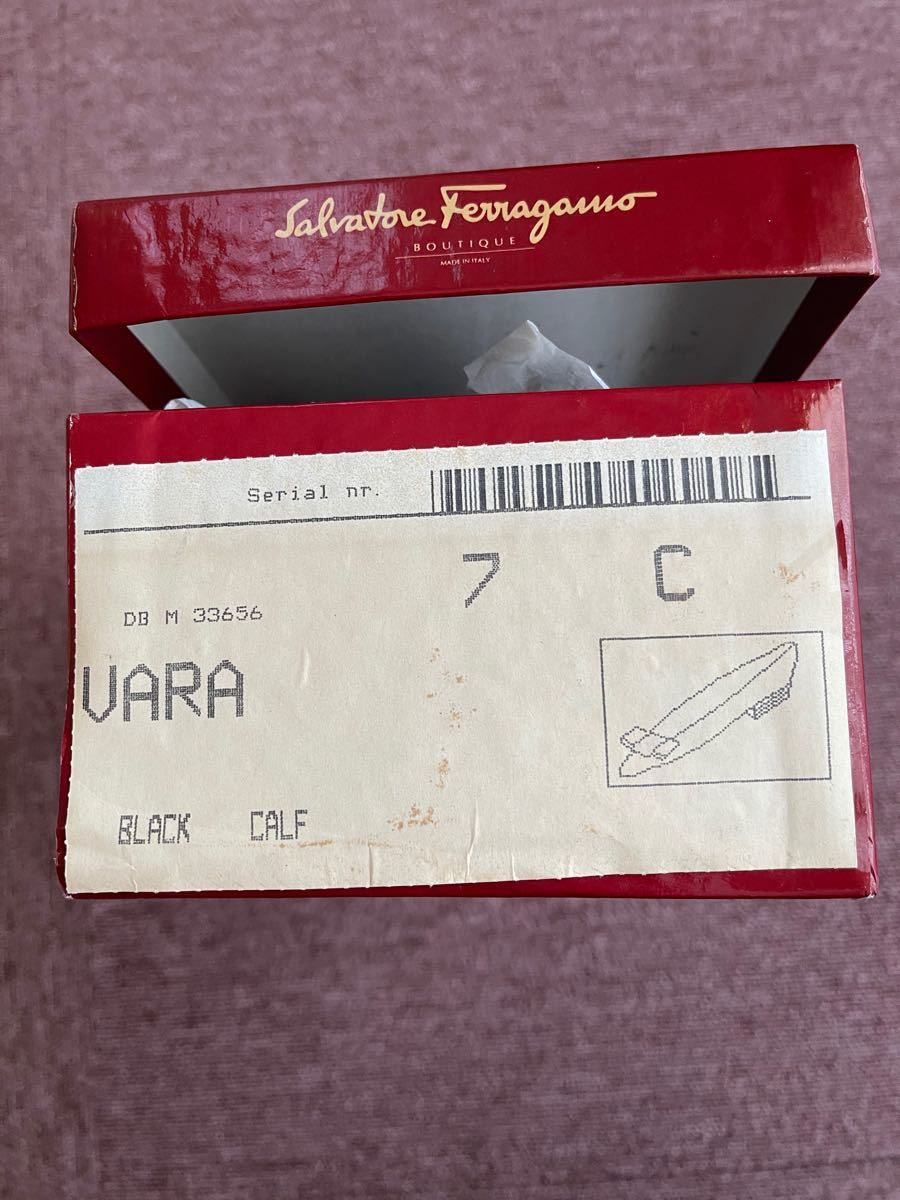 Salvatore Ferragamo
BOUTIQUE
MADE IN ITALY
Serial nr.
7 C
DB M 33656
VARA
BLACK CALF